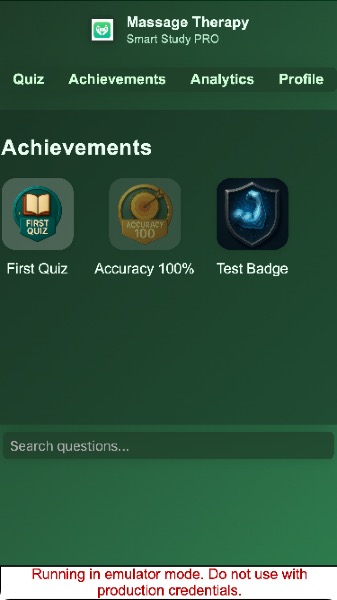 Massage Therapy
Smart Study PRO
Quiz Achievements Analytics Profile
Achievements
FIRST
QUIZ
ACCURACY
100
First Quiz Accuracy 100% Test Badge
Search questions...
Running in emulator mode. Do not use with
production credentials.